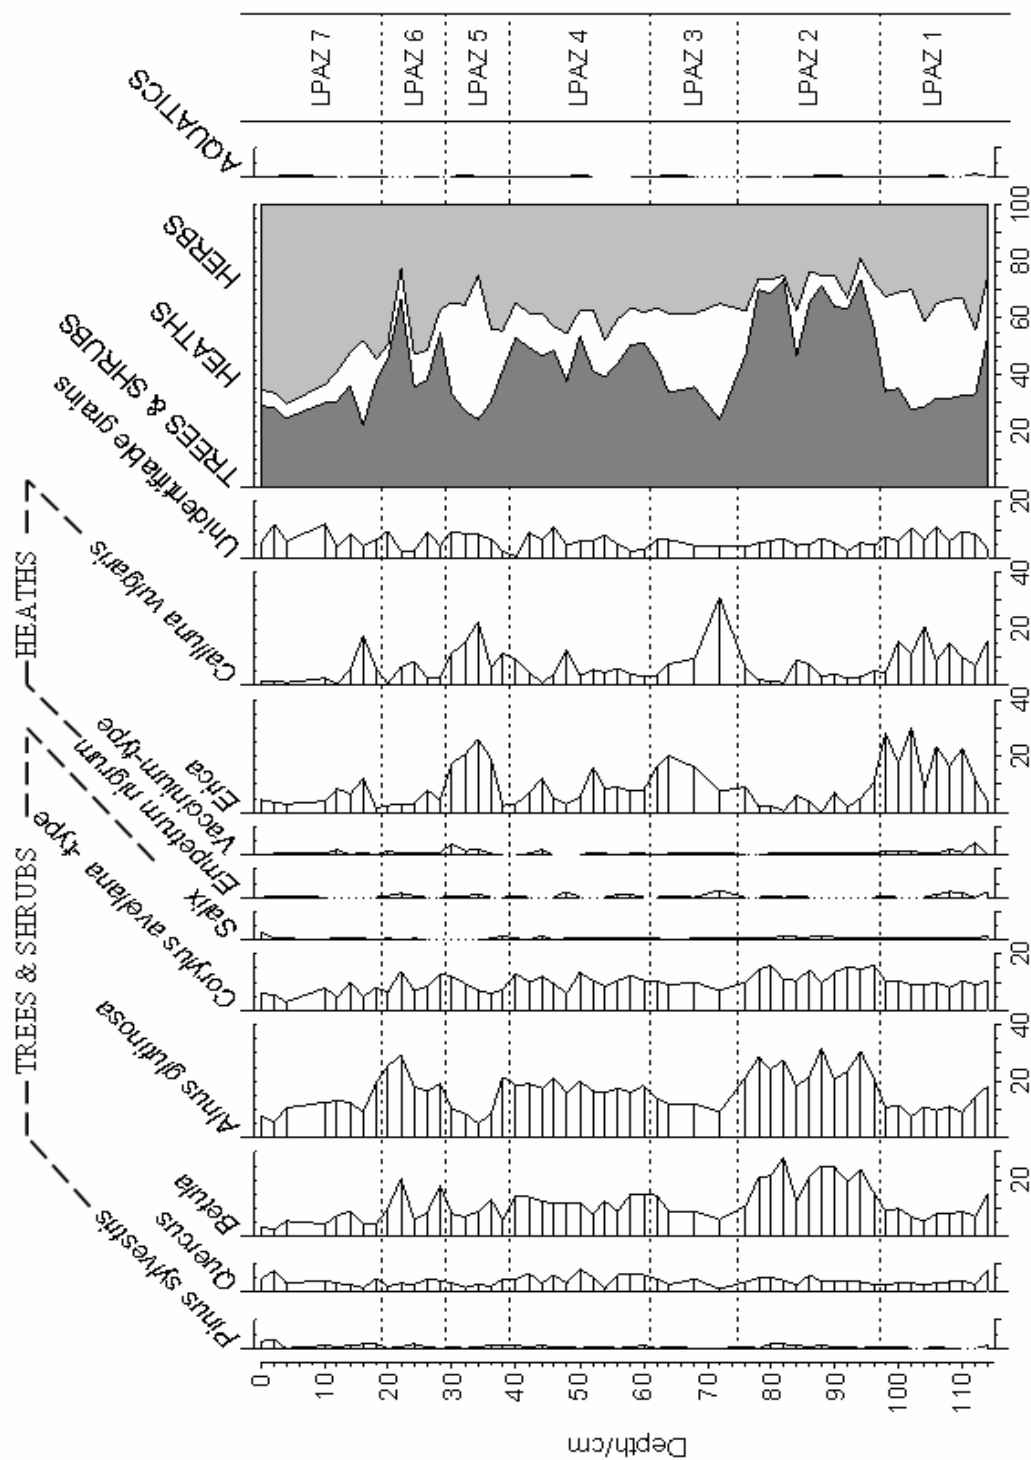 TREES & SHRUBS
HEATHS
Pinus sylvestris
Quercus
Betula
Alnus glutinosa
Corylus avellana -type
Salix
Empetrum nigrum
Vaccinium-type
Erica
Calluna vulgaris
Unidentifiable grains
TREES & SHRUBS
HEATHS
HERBS
AQUATICS
Depth/cm
0
10
20
30
40
50
60
70
80
90
100
110
20
20 40
20
20 40
20 40
20
0 20 40 60 80 100
LPAZ 7
LPAZ 6
LPAZ 5
LPAZ 4
LPAZ 3
LPAZ 2
LPAZ 1